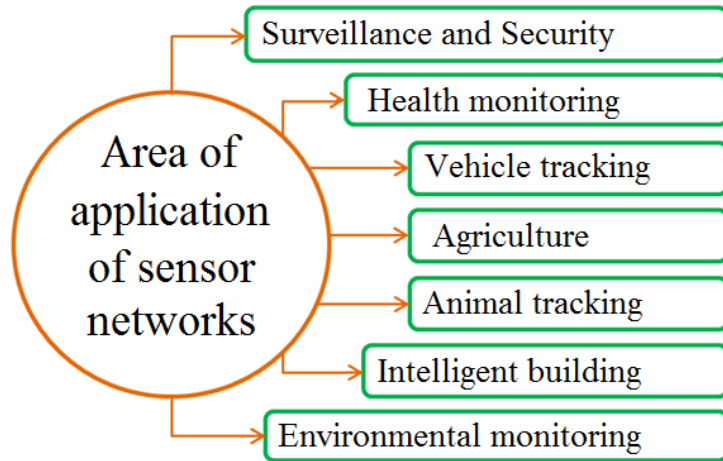 Area of
application
of sensor
networks
Surveillance and Security
Health monitoring
Vehicle tracking
Agriculture
Animal tracking
Intelligent building
Environmental monitoring